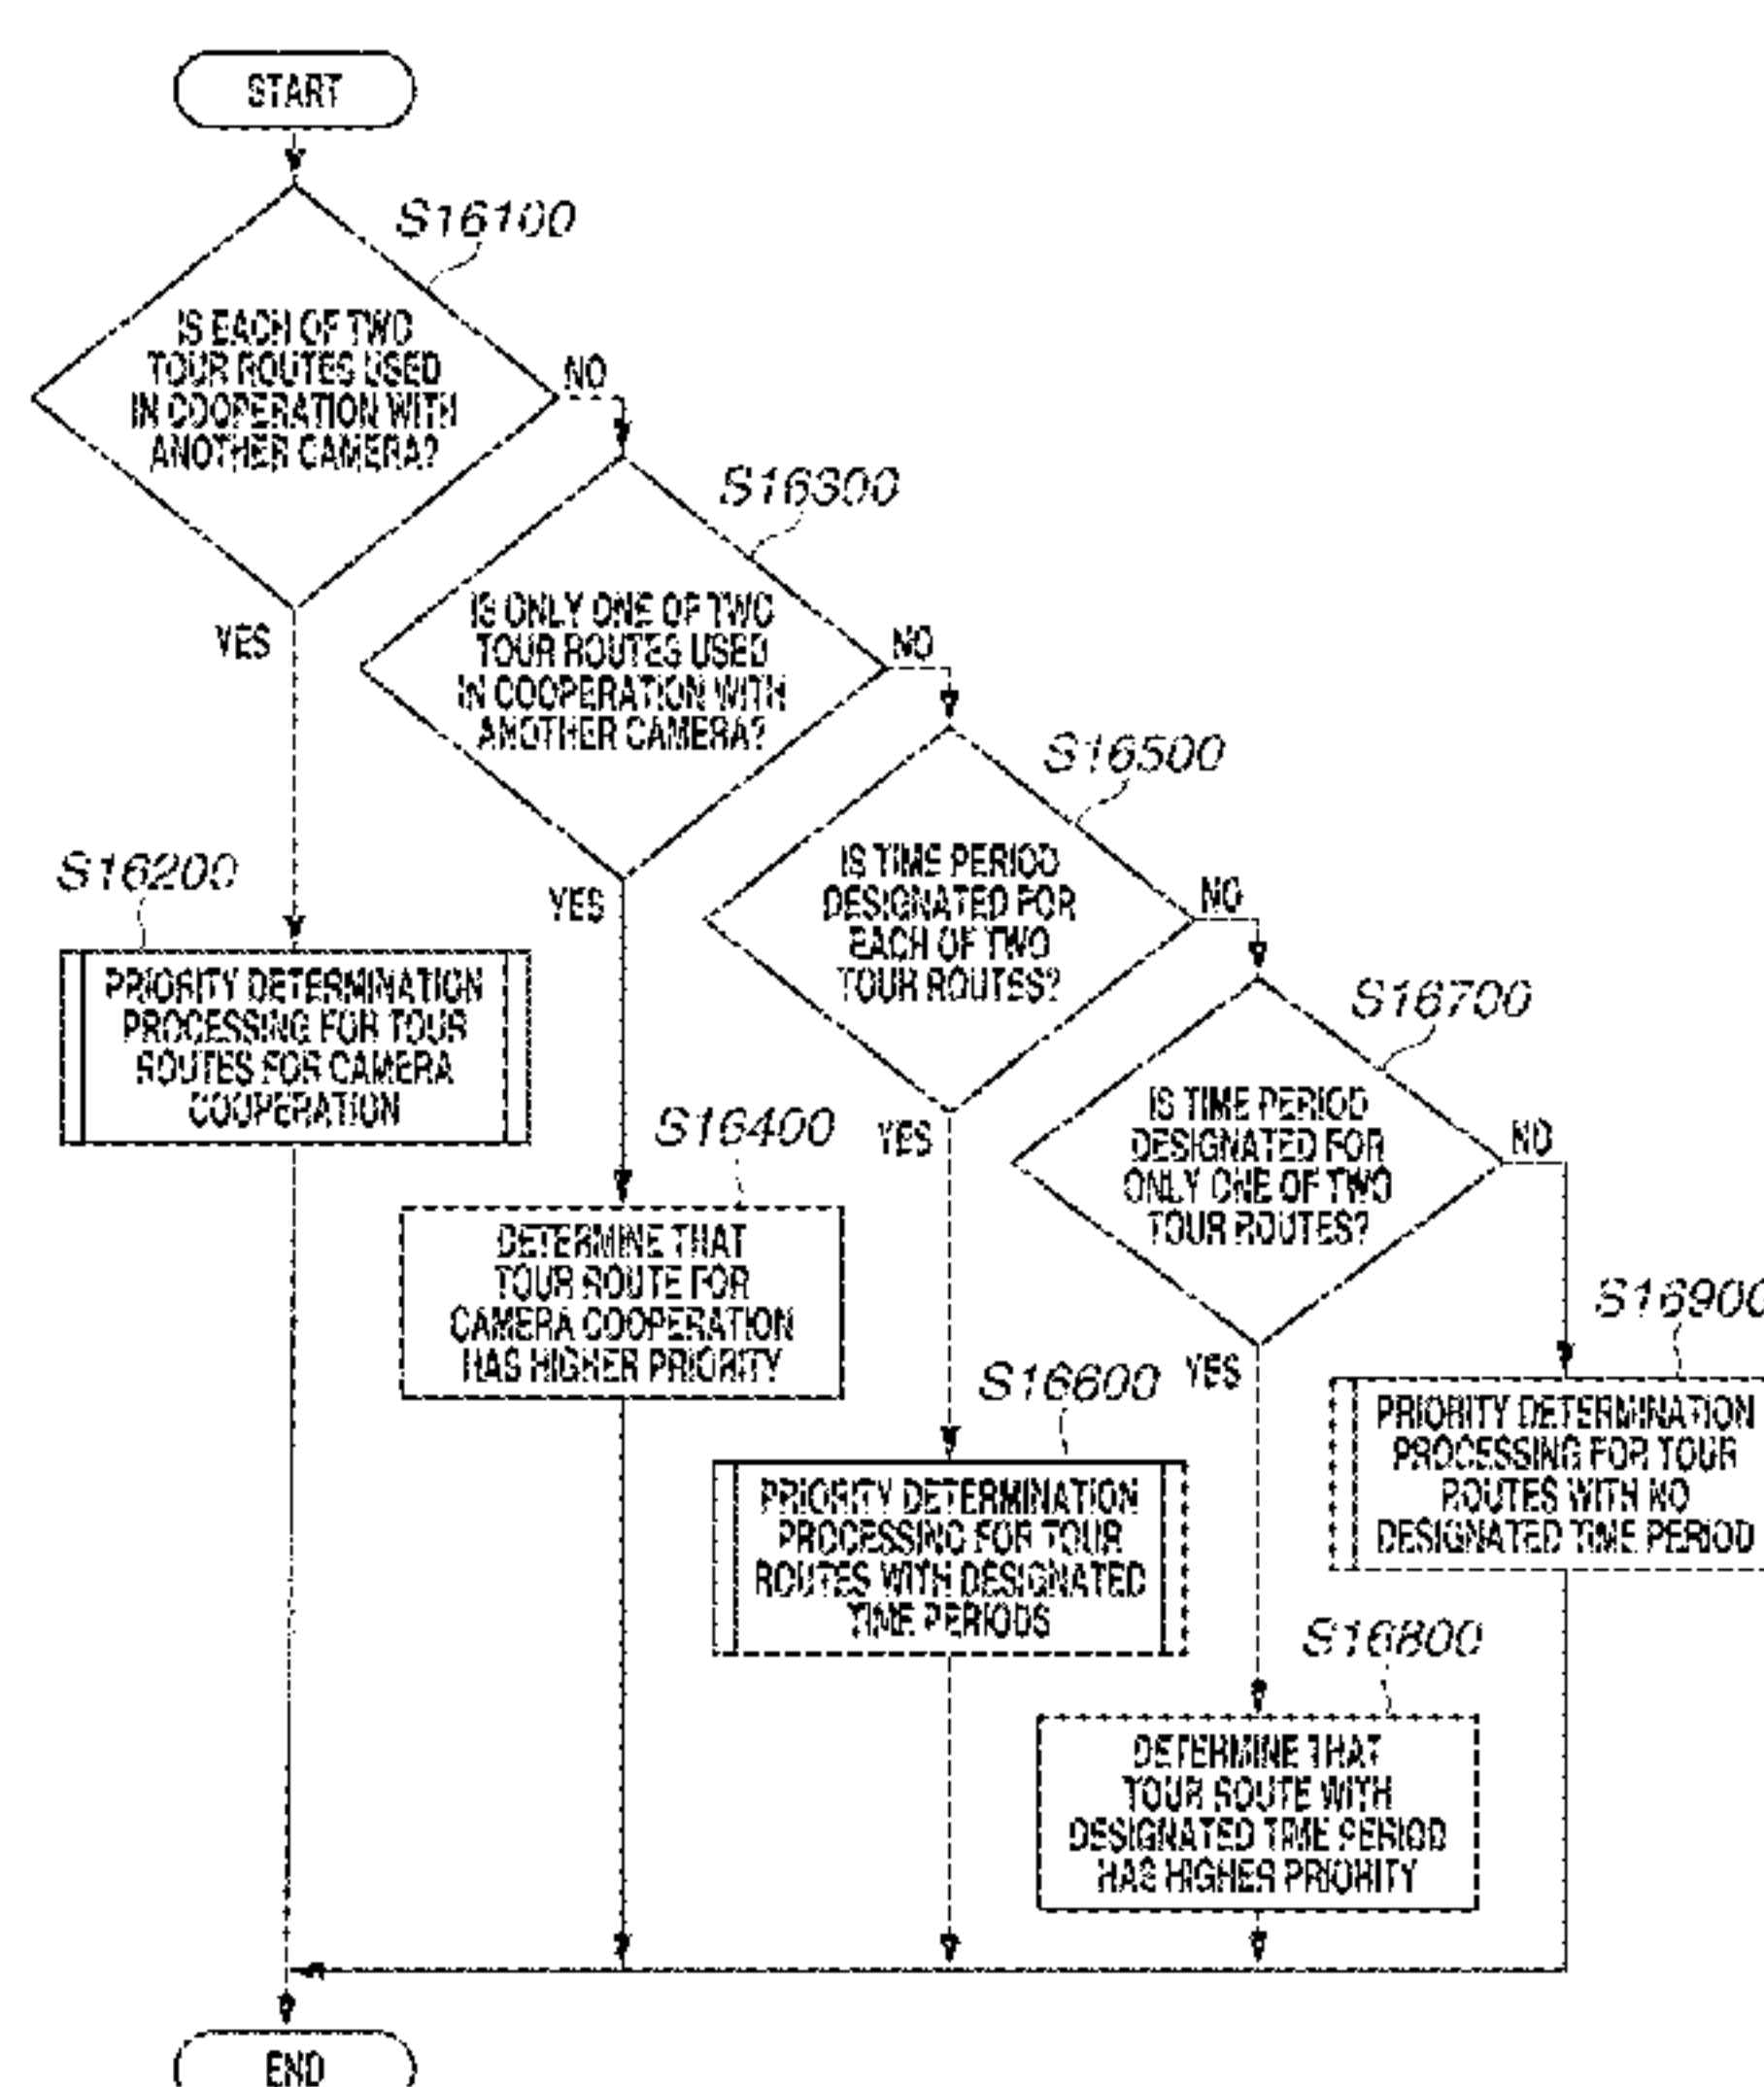 START
S16100
IS EACH OF TWO
TOUR ROUTES USED
IN COOPERATION WITH
ANOTHER CAMERA?
NO
YES
S16300
IS ONLY ONE OF TWO
TOUR ROUTES USED
IN COOPERATION WITH
ANOTHER CAMERA?
NO
YES
S16500
IS TIME PERIOD
DESIGNATED FOR
EACH OF TWO
TOUR ROUTES?
NO
YES
S16700
IS TIME PERIOD
DESIGNATED FOR
ONLY ONE OF TWO
TOUR ROUTES?
NO
YES
S16200
PRIORITY DETERMINATION
PROCESSING FOR TOUR
ROUTES FOR CAMERA
COOPERATION
S16400
DETERMINE THAT
TOUR ROUTE FOR
CAMERA COOPERATION
HAS HIGHER PRIORITY
S16600
PRIORITY DETERMINATION
PROCESSING FOR TOUR
ROUTES WITH DESIGNATED
TIME PERIODS
S16800
DETERMINE THAT
TOUR ROUTE WITH
DESIGNATED TIME PERIOD
HAS HIGHER PRIORITY
S16900
PRIORITY DETERMINATION
PROCESSING FOR TOUR
ROUTES WITH NO
DESIGNATED TIME PERIOD
END